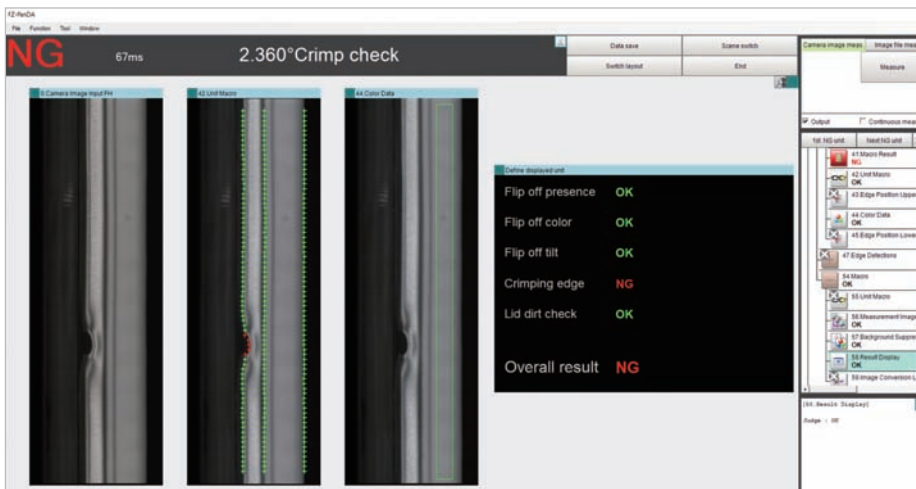 FZ-PanDA
File Function Tool Window
NG 67ms 2.360°Crimp check
Data save Scene switch
Switch layout End
0.Camera Image Input FH
42.Unit Macro
44.Color Data
Define displayed unit
Flip off presence OK
Flip off color OK
Flip off tilt OK
Crimping edge NG
Lid dirt check OK
Overall result NG
Camera image meas Image file mea
Measure
Output Continuous meas
1st NG unit Next NG unit
41.Macro Result
NG
42.Unit Macro
OK
43.Edge Position Upper
44.Color Data
OK
45.Edge Position Lower
47.Edge Detections
54.Macro
OK
55.Unit Macro
56.Measurement Image
OK
57.Background Suppre
OK
58.Result Display
OK
59.Image Conversion L
Judge : OK